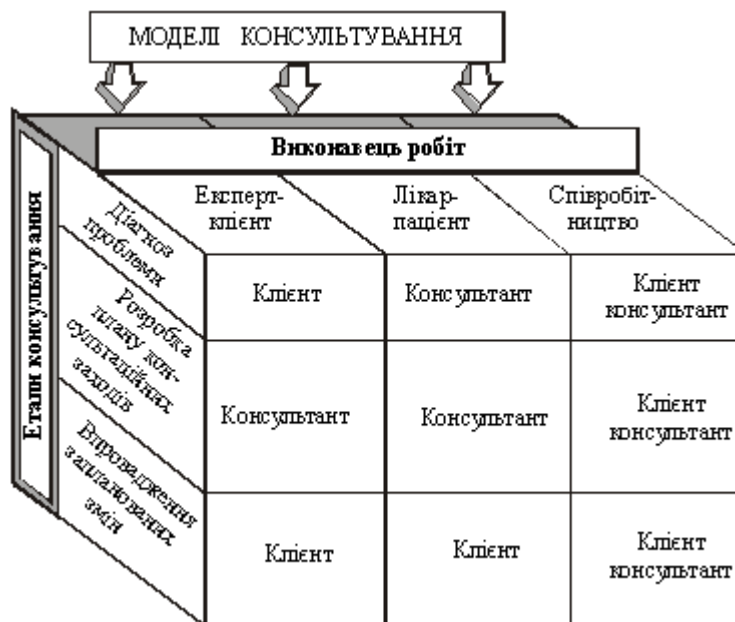 МОДЕЛІ КОНСУЛЬТУВАННЯ
Виконавець робіт
Експерт-
клієнт
Лікар-
пацієнт
Співробіт-
ництво
Етапи консультування
Діагноз
проблеми
Клієнт
Консультант
Клієнт
консультант
Розробка
плану кон-
сультаційних
заходів
Консультант
Консультант
Клієнт
консультант
Впровадження
запланованих
змін
Клієнт
Клієнт
Клієнт
консультант